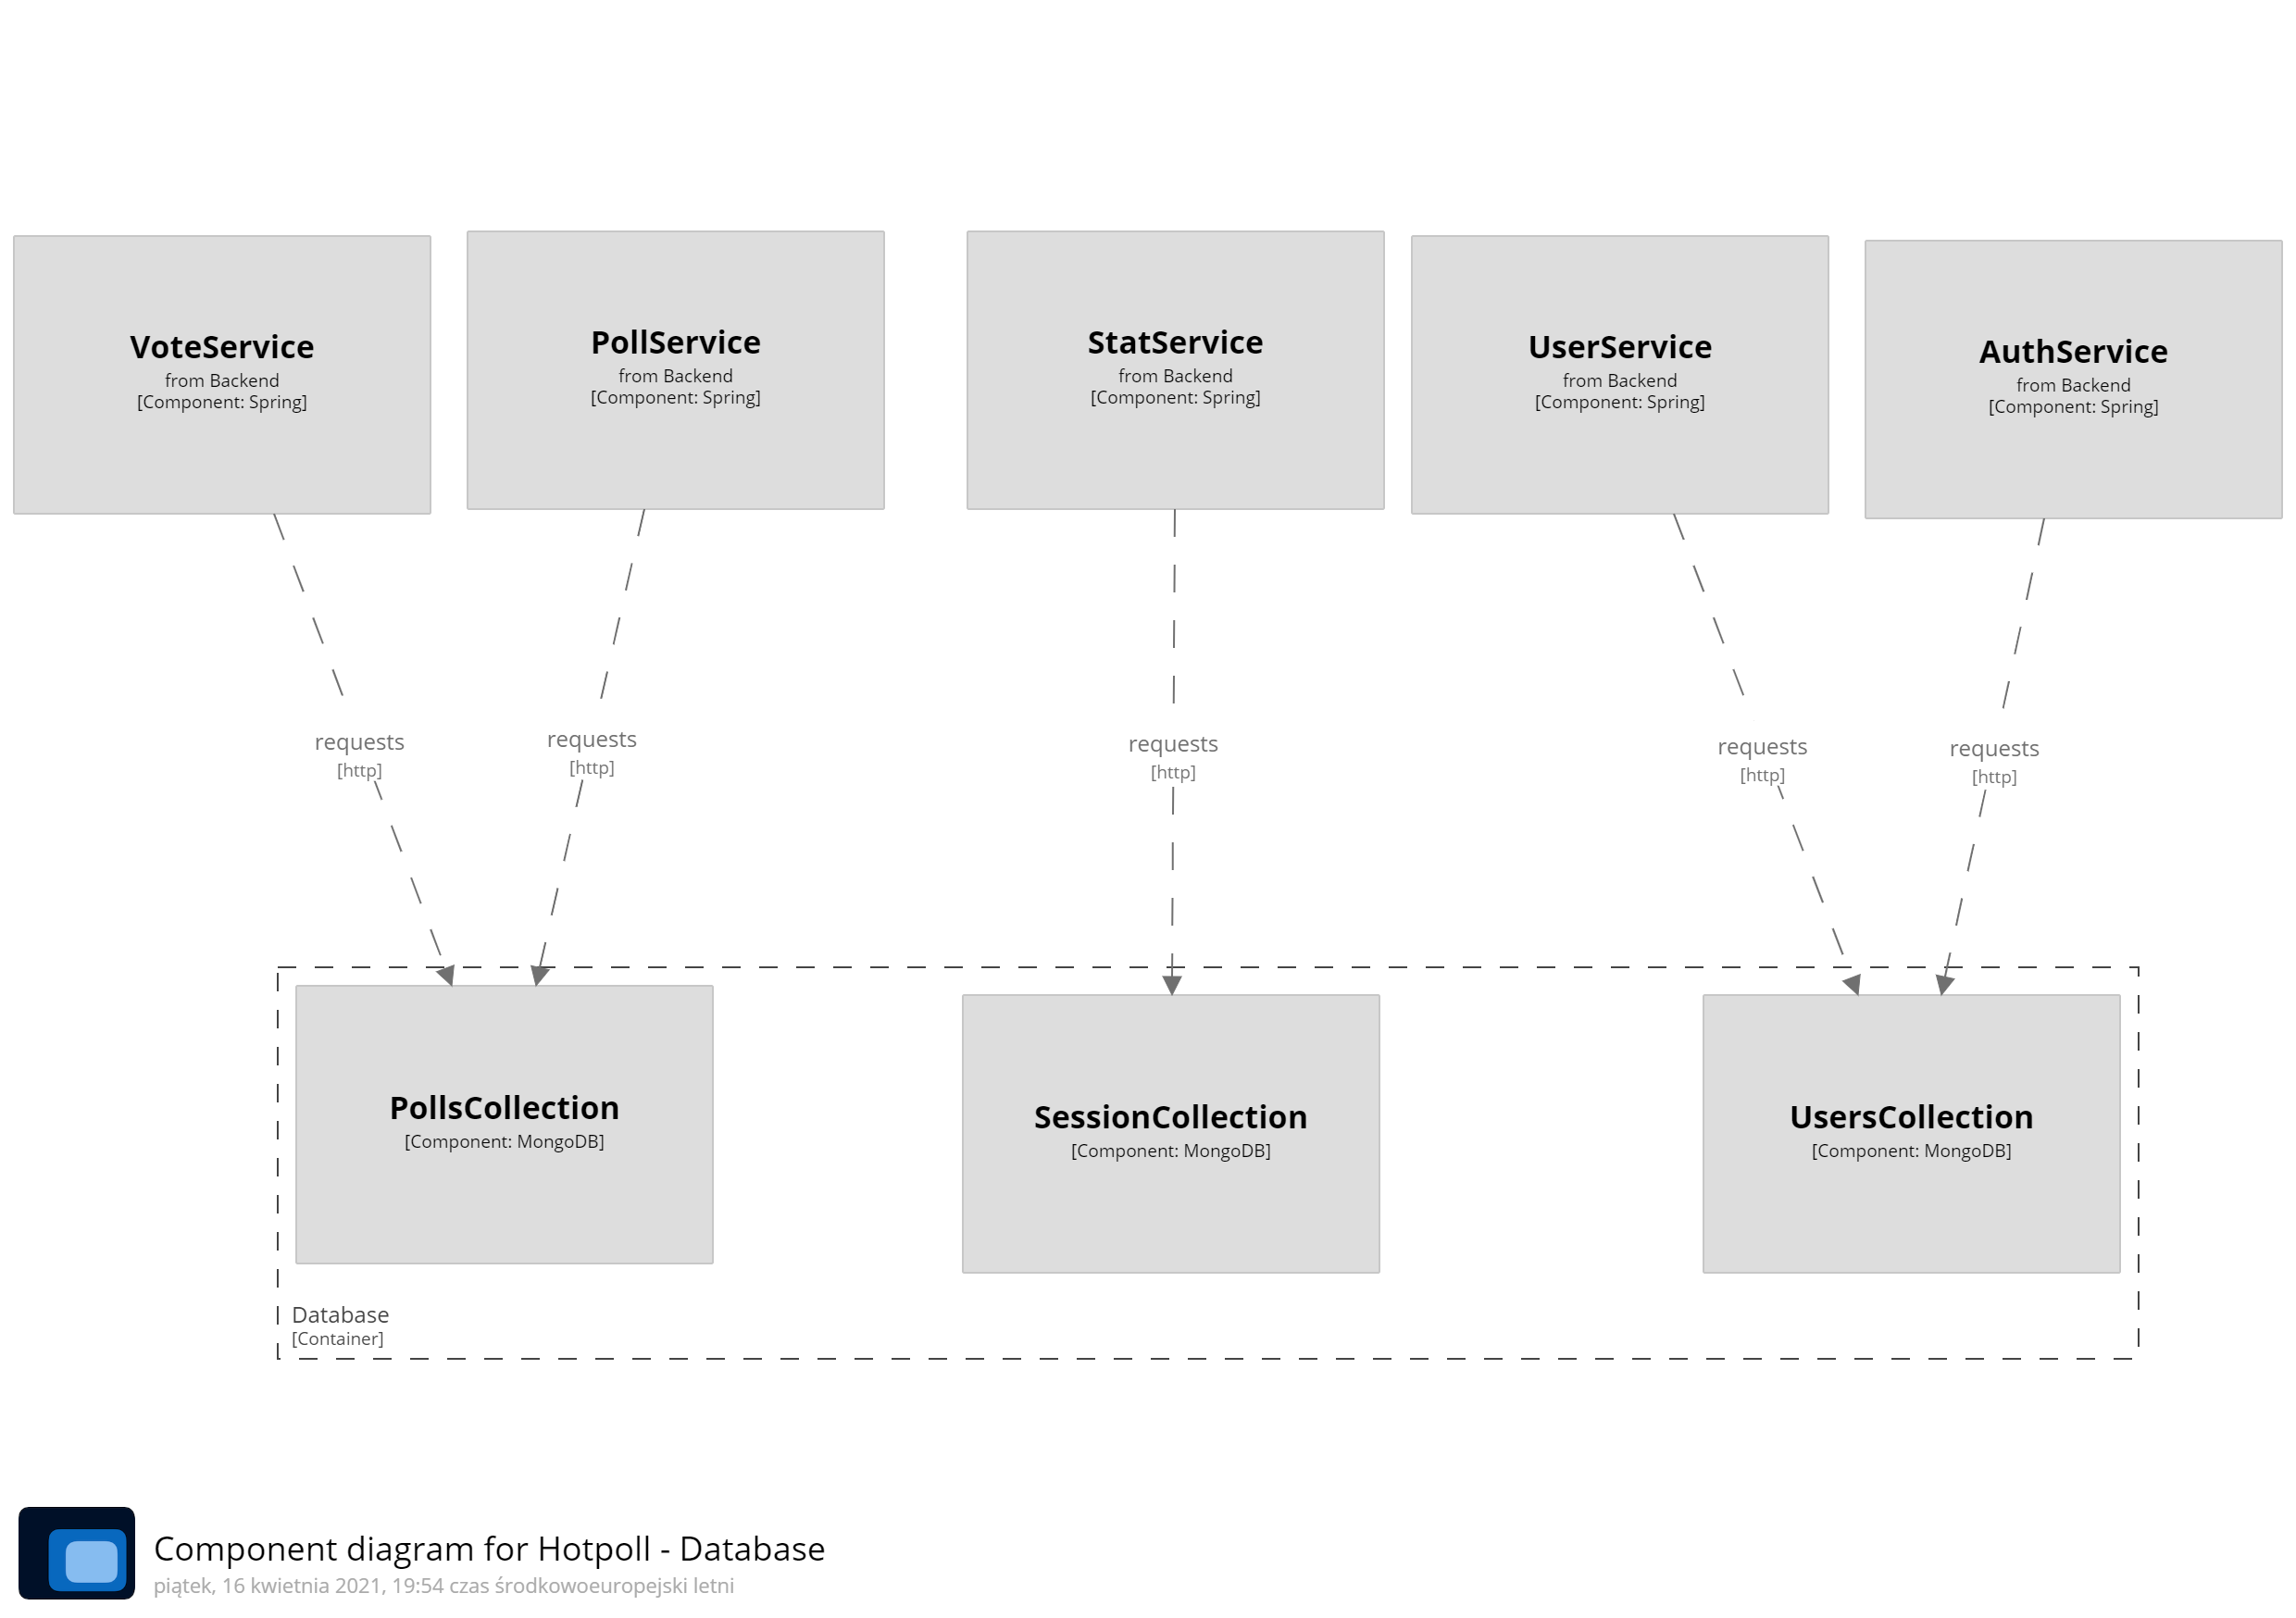 VoteService
from Backend
[Component: Spring]
PollService
from Backend
[Component: Spring]
StatService
from Backend
[Component: Spring]
UserService
from Backend
[Component: Spring]
AuthService
from Backend
[Component: Spring]
requests
[http]
requests
[http]
requests
[http]
requests
[http]
requests
[http]
PollsCollection
[Component: MongoDB]
SessionCollection
[Component: MongoDB]
UsersCollection
[Component: MongoDB]
Database
[Container]
Component diagram for Hotpoll - Database
piątek, 16 kwietnia 2021, 19:54 czas środkowoeuropejski letni